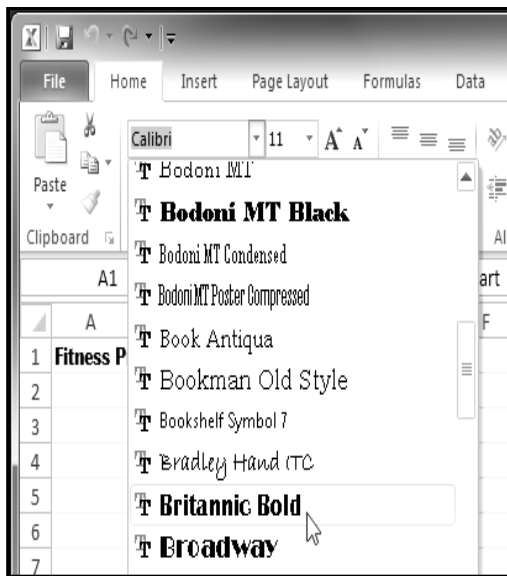 File Home Insert Page Layout Formulas Data
Calibri 11 A A
Paste
Clipboard Al
A1 art
A F
1 Fitness P
2
3
4
5
6
7
Bodoni MT
Bodoni MT Black
Bodoni MT Condensed
Bodoni MT Poster Compressed
Book Antiqua
Bookman Old Style
Bookshelf Symbol 7
Bradley Hand ITC
Britannic Bold
Broadway